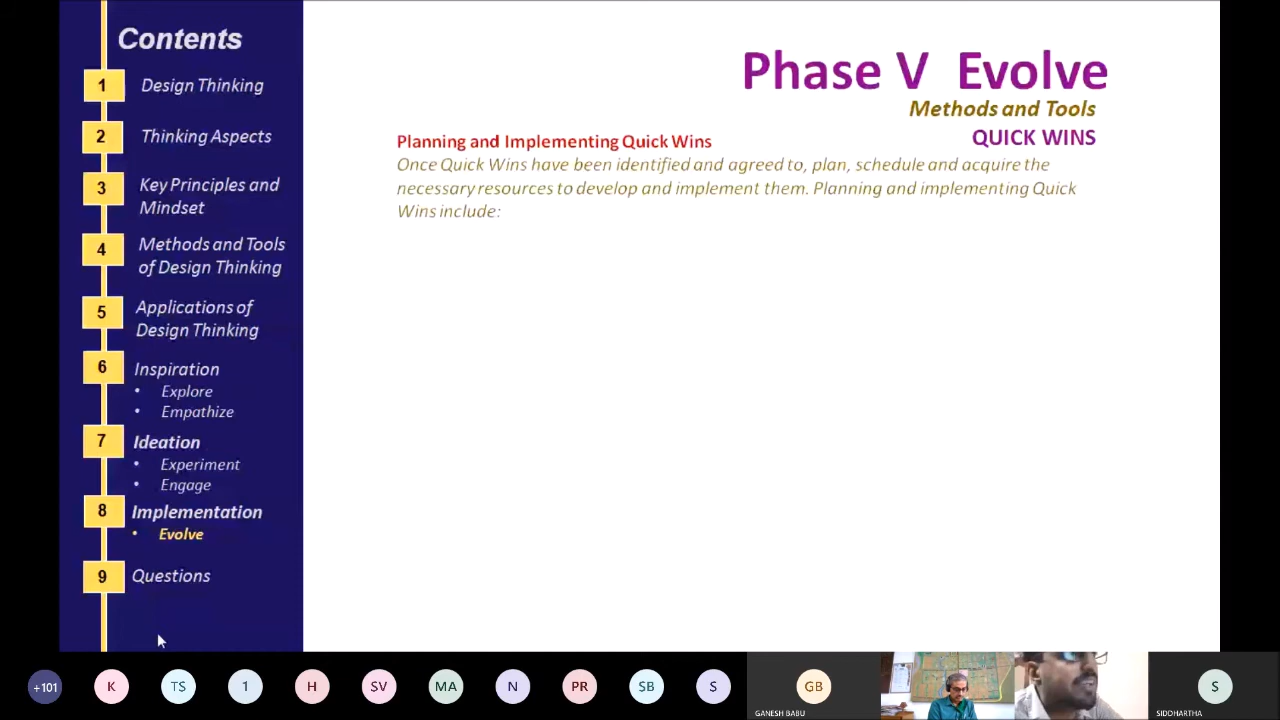 Contents
1 Design Thinking
2 Thinking Aspects
3 Key Principles and
Mindset
4 Methods and Tools
of Design Thinking
5 Applications of
Design Thinking
6 Inspiration
• Explore
• Empathize
7 Ideation
• Experiment
• Engage
8 Implementation
• Evolve
9 Questions
Phase V Evolve
Methods and Tools
QUICK WINS
Planning and Implementing Quick Wins
Once Quick Wins have been identified and agreed to, plan, schedule and acquire the
necessary resources to develop and implement them. Planning and implementing Quick
Wins include:
+101 K TS 1 H SV MA N PR SB S GB S
GANESH BABU SIDDHARTHA